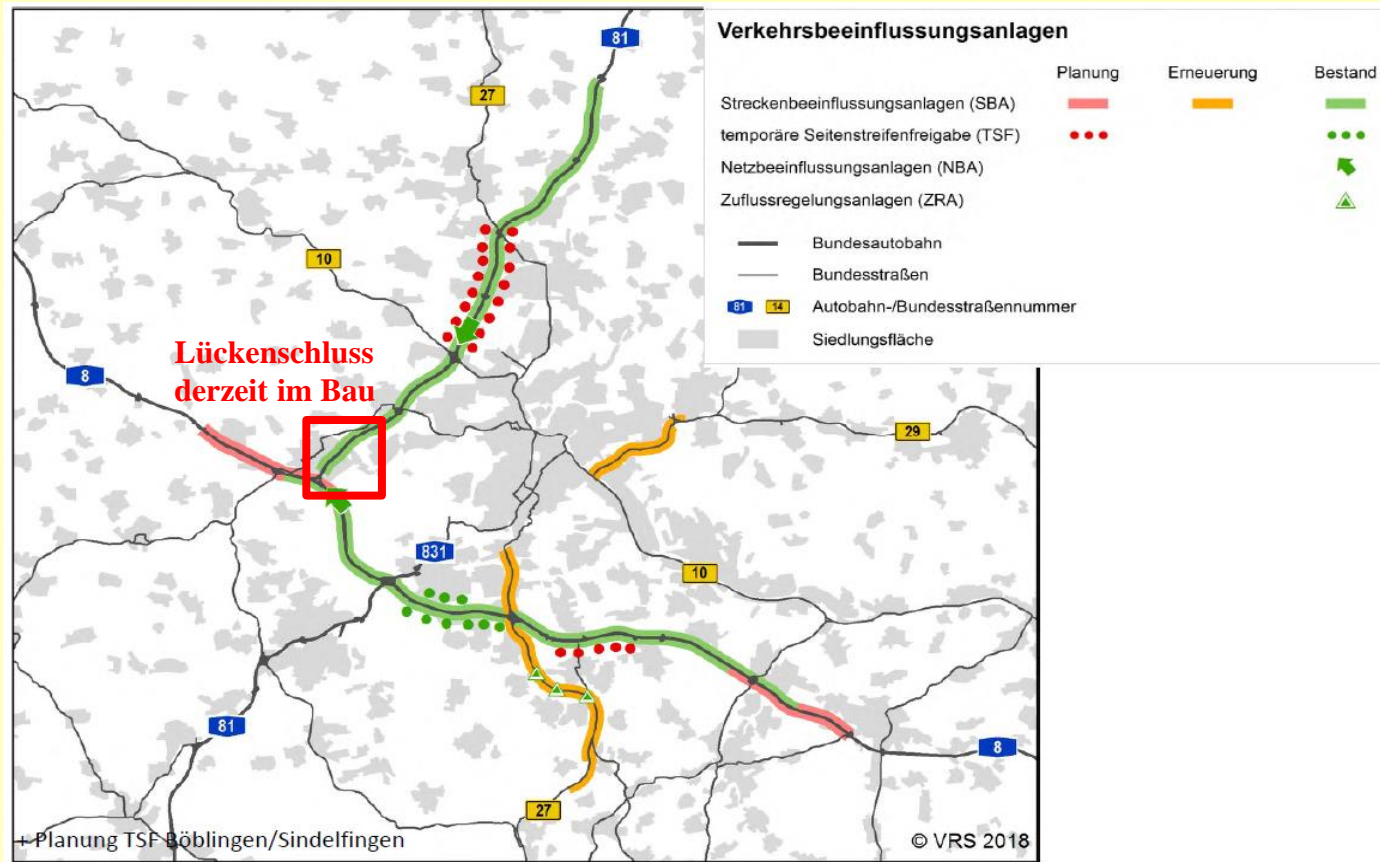 Verkehrsbeeinflussungsanlagen
Planung Erneuerung Bestand
Streckenbeeinflussungsanlagen (SBA)
temporäre Seitenstreifenfreigabe (TSF)
Netzbeeinflussungsanlagen (NBA)
Zuflussregelungsanlagen (ZRA)
Bundesautobahn
Bundesstraßen
81 14 Autobahn-/Bundesstraßennummer
Siedlungsfläche
81
27
10
Lückenschluss
derzeit im Bau
8
29
831
10
81
8
27
+ Planung TSF Böblingen/Sindelfingen
© VRS 2018